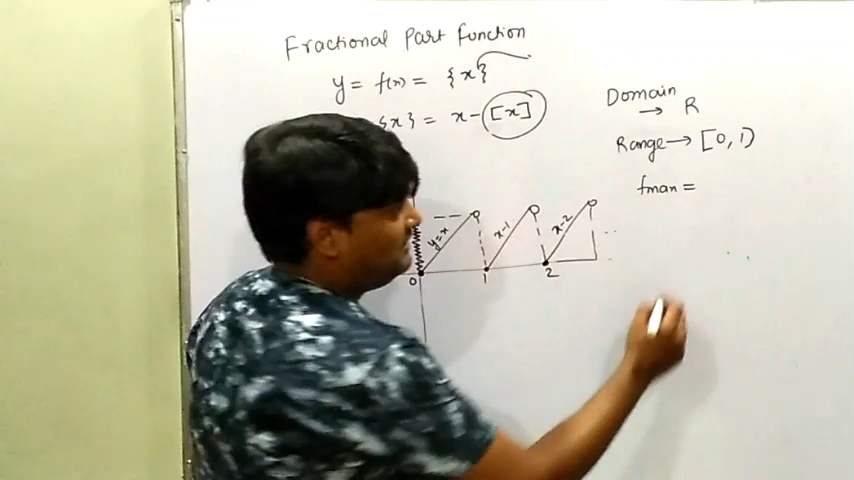 Fractional Part Function
y = f(x) = {x}
{x} = x - [x]
Domain
→ R
Range → [0, 1)
fmax =
y=x
x-1
x-2
0
1
2